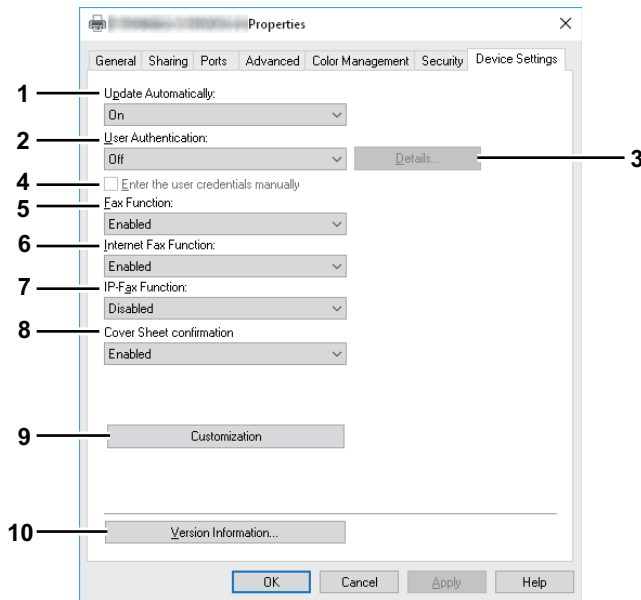 Properties
General Sharing Ports Advanced Color Management Security Device Settings
1 Update Automatically:
On
2 User Authentication:
Off Details... 3
4 Enter the user credentials manually
5 Fax Function:
Enabled
6 Internet Fax Function:
Enabled
7 IP-Fax Function:
Disabled
8 Cover Sheet confirmation
Enabled
9 Customization
10 Version Information...
OK Cancel Apply Help